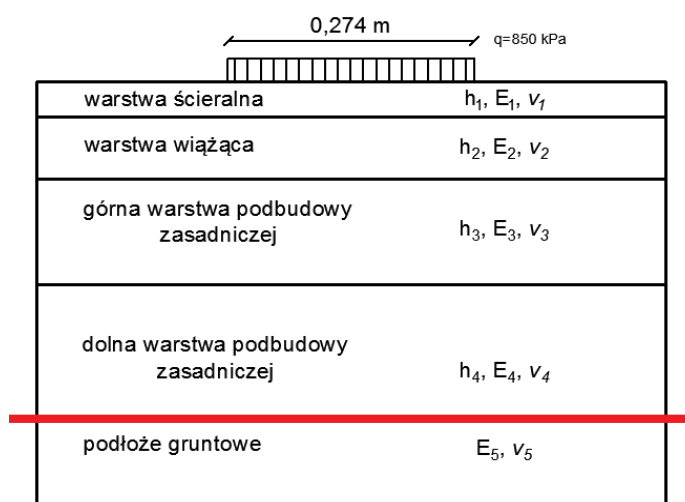 0,274 m
q=850 kPa
warstwa ścieralna h₁, E₁, v₁
warstwa wiążąca h₂, E₂, v₂
górna warstwa podbudowy
zasadniczej h₃, E₃, v₃
dolna warstwa podbudowy
zasadniczej h₄, E₄, v₄
podłoże gruntowe E₅, v₅